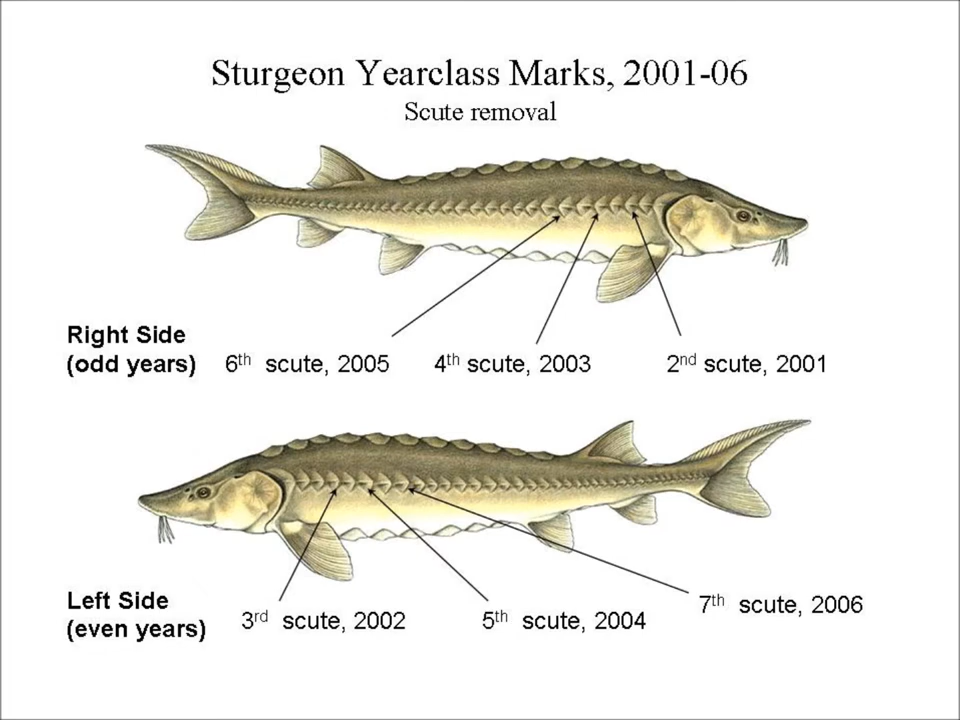 Sturgeon Yearclass Marks, 2001-06
Scute removal
Right Side
(odd years)
6th scute, 2005
4th scute, 2003
2nd scute, 2001
Left Side
(even years)
3rd scute, 2002
5th scute, 2004
7th scute, 2006